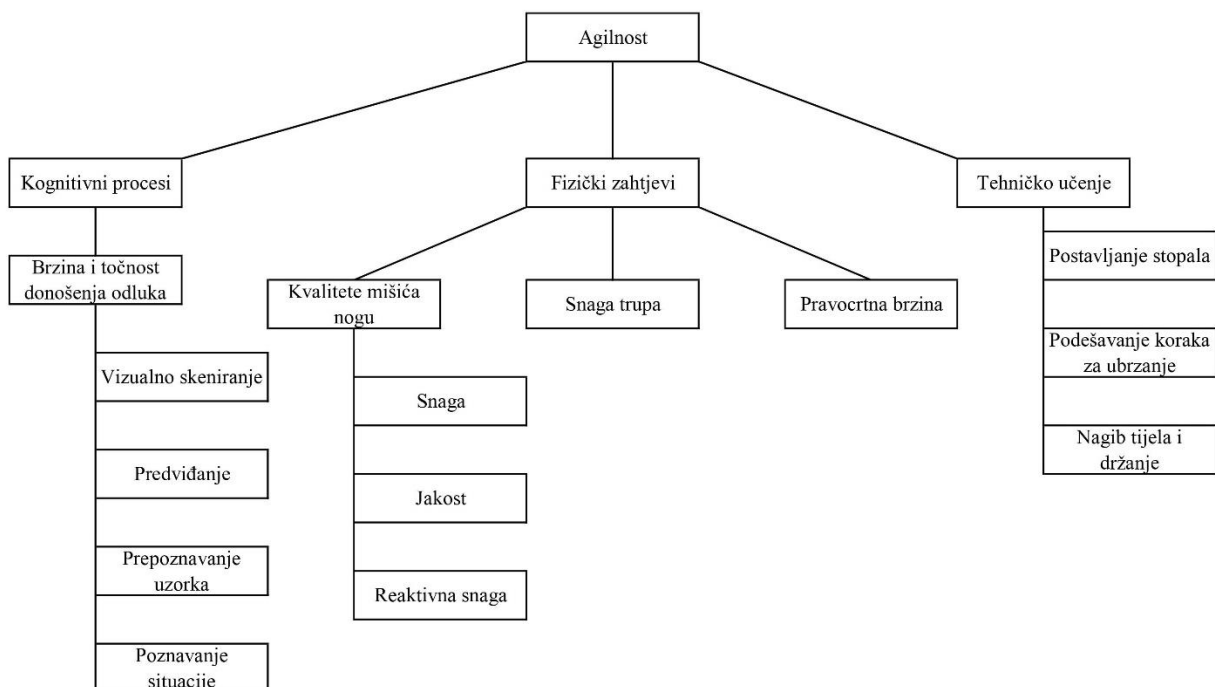 Agilnost
Kognitivni procesi
Fizički zahtjevi
Tehničko učenje
Brzina i točnost
donošenja odluka
Vizualno skeniranje
Predviđanje
Prepoznavanje
uzorka
Poznavanje
situacije
Kvalitete mišića
nogu
Snaga
Jakost
Reaktivna snaga
Snaga trupa
Pravocrtna brzina
Postavljanje stopala
Podešavanje koraka
za ubrzanje
Nagib tijela i
držanje